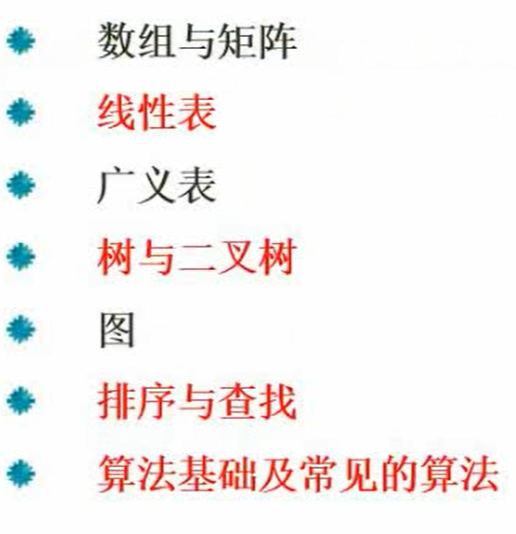 数组与矩阵
线性表
广义表
树与二叉树
图
排序与查找
算法基础及常见的算法